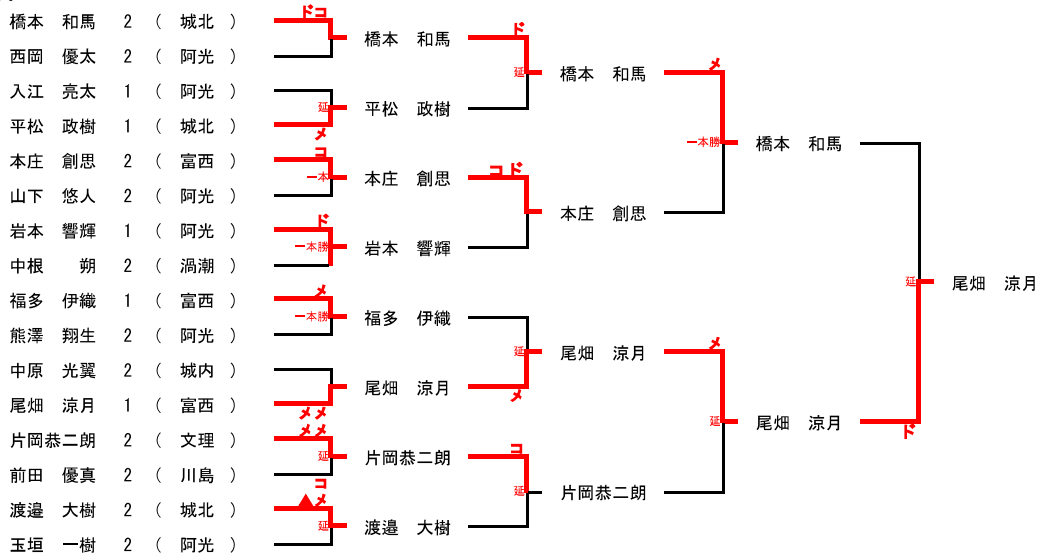 橋本 和馬 2 ( 城北 )
西岡 優太 2 ( 阿光 )
入江 亮太 1 ( 阿光 )
平松 政樹 1 ( 城北 )
本庄 創思 2 ( 富西 )
山下 悠人 2 ( 阿光 )
岩本 響輝 1 ( 阿光 )
中根 朔 2 ( 渦潮 )
福多 伊織 1 ( 富西 )
熊澤 翔生 2 ( 阿光 )
中原 光翼 2 ( 城内 )
尾畑 涼月 1 ( 富西 )
片岡恭二朗 2 ( 文理 )
前田 優真 2 ( 川島 )
渡邉 大樹 2 ( 城北 )
玉垣 一樹 2 ( 阿光 )
ドコ
延
メ
コ
一本
ド
一本勝
メ
一本勝
メメ
メメ
延
コ
メ
延
橋本 和馬
平松 政樹
本庄 創思
岩本 響輝
福多 伊織
尾畑 涼月
片岡恭二朗
渡邉 大樹
ド
延
コド
延
メ
コ
延
橋本 和馬
本庄 創思
尾畑 涼月
片岡恭二朗
メ
一本勝
メ
延
橋本 和馬
尾畑 涼月
延
ド
尾畑 涼月